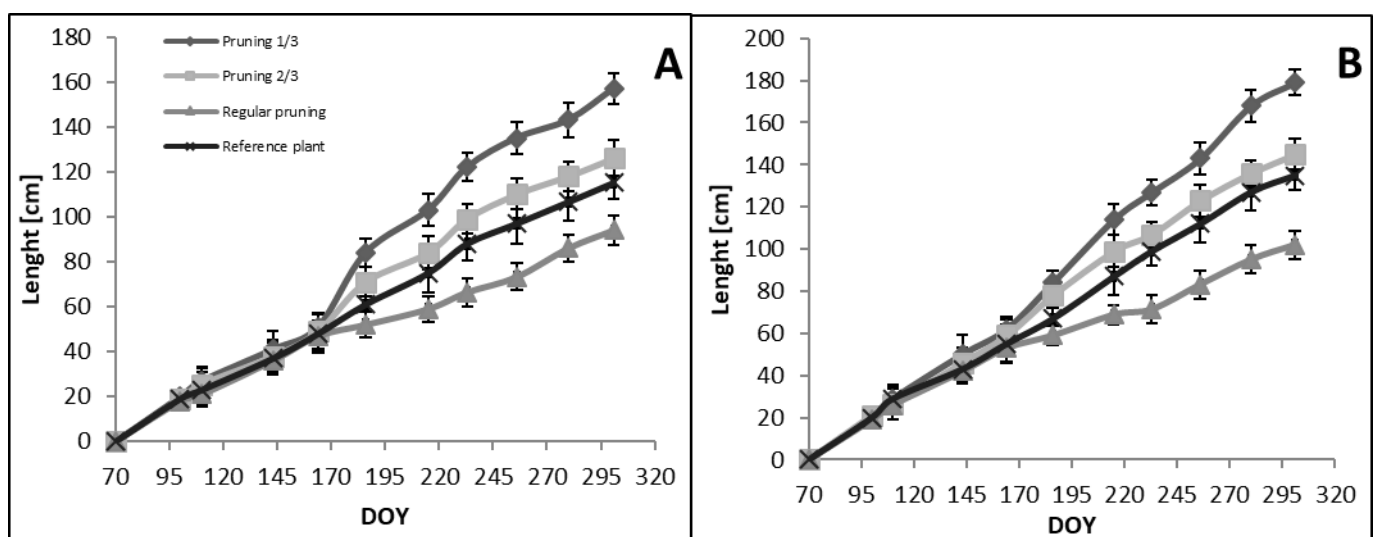 A
180
160
140
120
100
80
60
40
20
0
Lenght [cm]
Pruning 1/3
Pruning 2/3
Regular pruning
Reference plant
70 95 120 145 170 195 220 245 270 295 320
DOY
B
200
180
160
140
120
100
80
60
40
20
0
Lenght [cm]
70 95 120 145 170 195 220 245 270 295 320
DOY